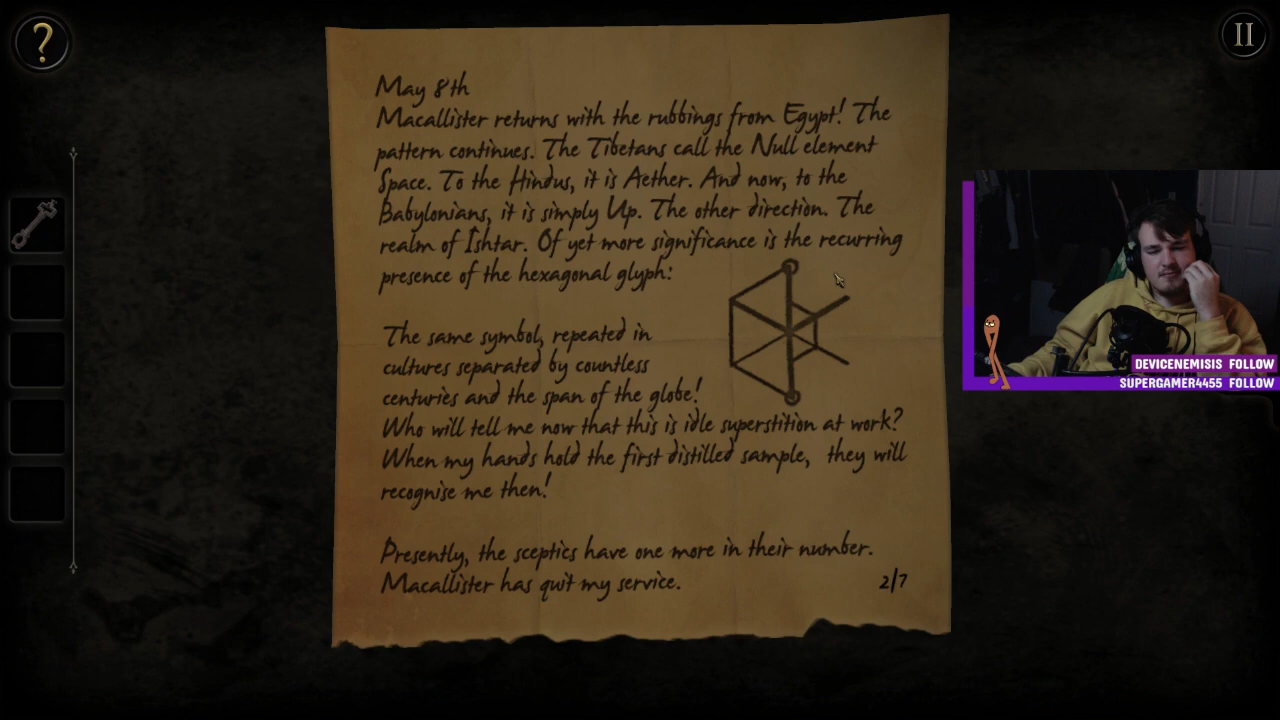 ?
II
May 8th
Macallister returns with the rubbings from Egypt! The
pattern continues. The Tibetans call the Null element
Space. To the Hindus, it is Aether. And now, to the
Babylonians, it is simply Up. The other direction. The
realm of Ishtar. Of yet more significance is the recurring
presence of the hexagonal glyph:
The same symbol, repeated in
cultures separated by countless
centuries and the span of the globe!
Who will tell me now that this is idle superstition at work?
When my hands hold the first distilled sample, they will
recognise me then!
Presently, the sceptics have one more in their number.
Macallister has quit my service.
2/7
DEVICENEMISIS FOLLOW
SUPERGAMER4455 FOLLOW